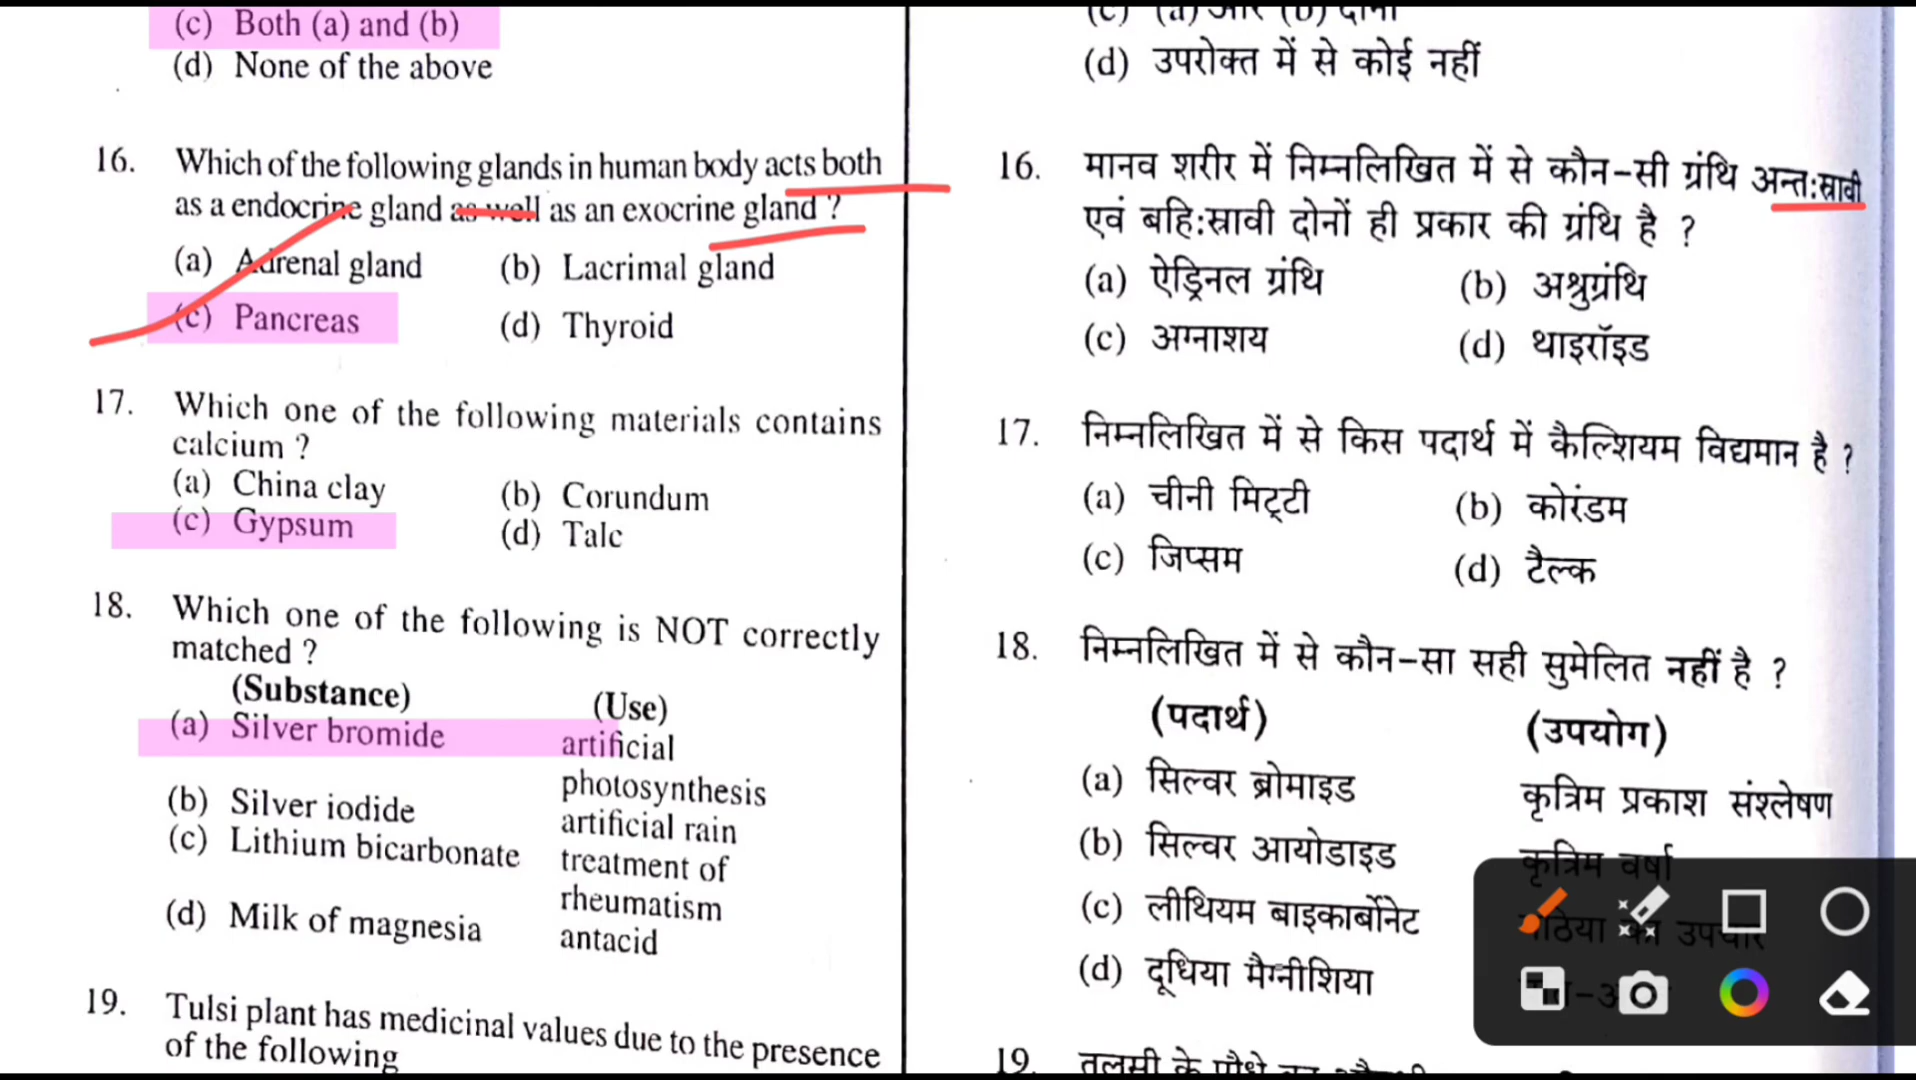 (c) Both (a) and (b)
(d) None of the above
16. Which of the following glands in human body acts both
as a endocrine gland as well as an exocrine gland ?
(a) Adrenal gland (b) Lacrimal gland
(c) Pancreas (d) Thyroid
17. Which one of the following materials contains
calcium ?
(a) China clay (b) Corundum
(c) Gypsum (d) Talc
18. Which one of the following is NOT correctly
matched ?
(Substance) (Use)
(a) Silver bromide artificial
photosynthesis
(b) Silver iodide artificial rain
(c) Lithium bicarbonate treatment of
rheumatism
(d) Milk of magnesia antacid
19. Tulsi plant has medicinal values due to the presence
of the following
(c) (a) और (b) दोनों
(d) उपरोक्त में से कोई नहीं
16. मानव शरीर में निम्नलिखित में से कौन-सी ग्रंथि अन्तःस्रावी
एवं बहिःस्रावी दोनों ही प्रकार की ग्रंथि है ?
(a) ऐड्रिनल ग्रंथि (b) अश्रुग्रंथि
(c) अग्नाशय (d) थाइरॉइड
17. निम्नलिखित में से किस पदार्थ में कैल्शियम विद्यमान है ?
(a) चीनी मिट्टी (b) कोरंडम
(c) जिप्सम (d) टैल्क
18. निम्नलिखित में से कौन-सा सही सुमेलित नहीं है ?
(पदार्थ) (उपयोग)
(a) सिल्वर ब्रोमाइड कृत्रिम प्रकाश संश्लेषण
(b) सिल्वर आयोडाइड कृत्रिम वर्षा
(c) लीथियम बाइकार्बोनेट गठिया का उपचार
(d) दूधिया मैग्नीशिया
19. तुलसी के पौधे